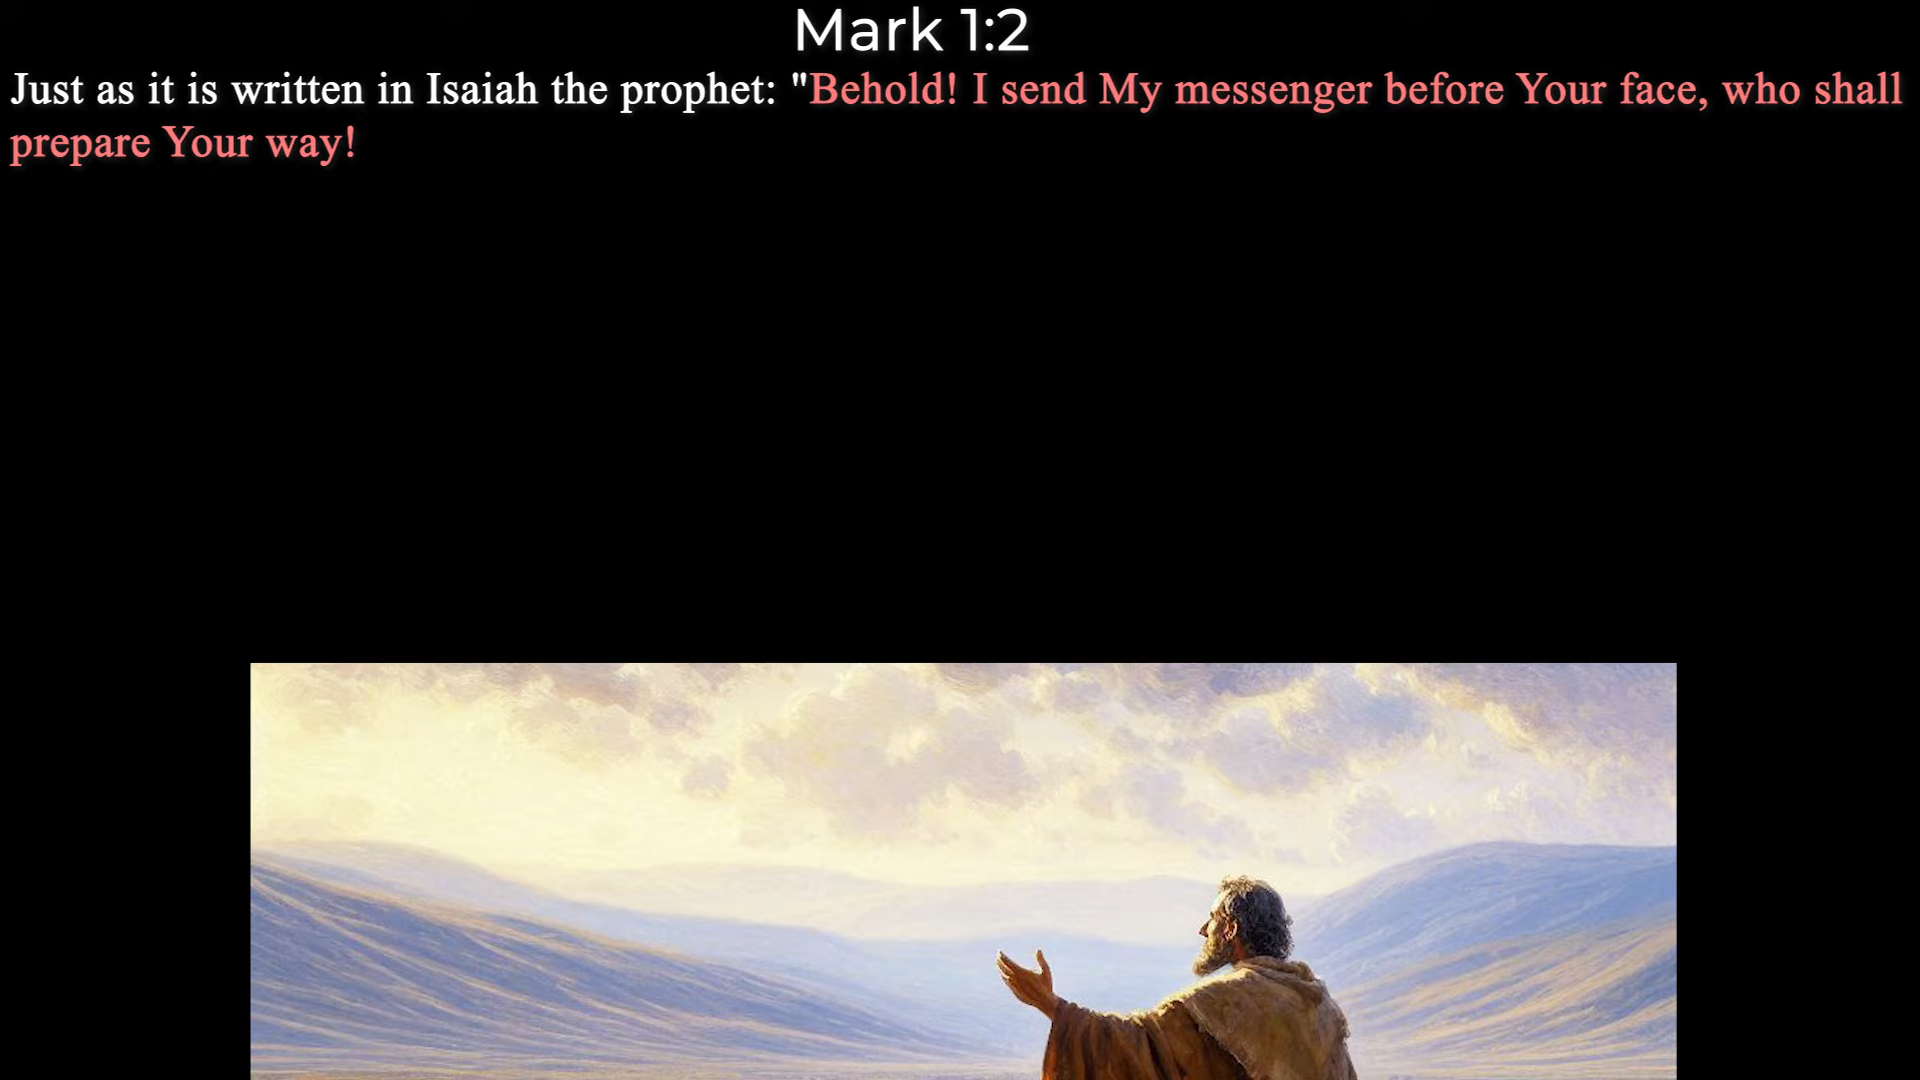 Mark 1:2
Just as it is written in Isaiah the prophet: "Behold! I send My messenger before Your face, who shall
prepare Your way!